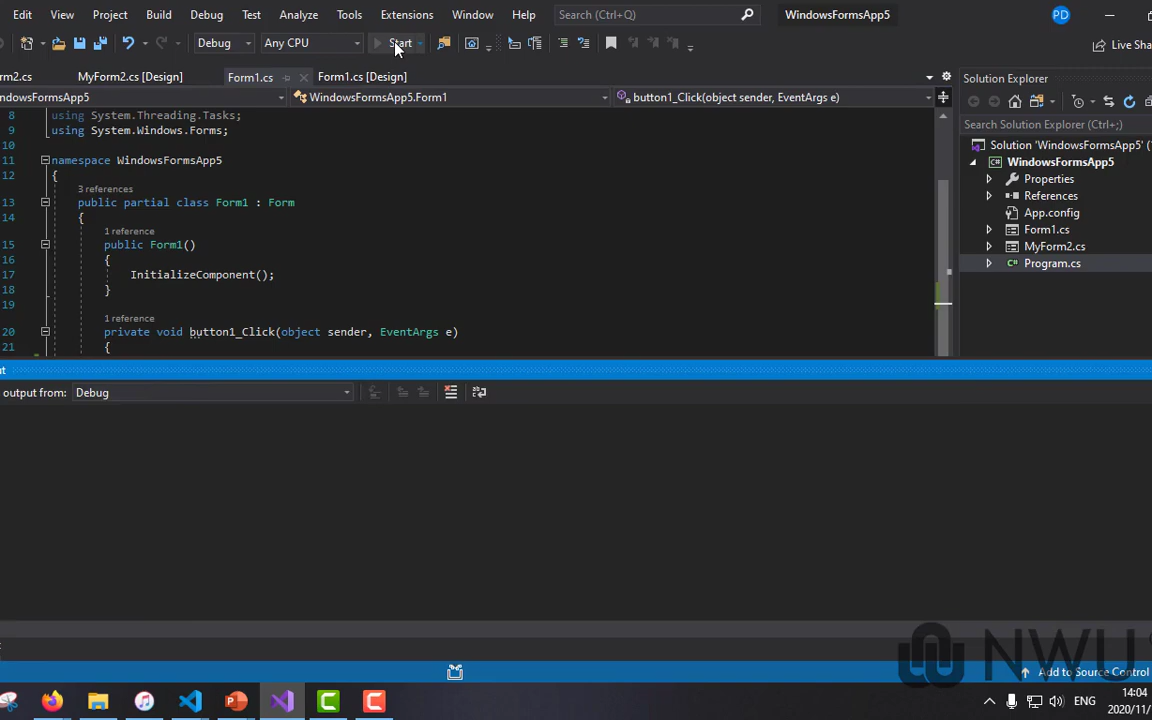 Edit View Project Build Debug Test Analyze Tools Extensions Window Help Search (Ctrl+Q) WindowsFormsApp5 PD
Debug Any CPU Start Live Sha
rm2.cs MyForm2.cs [Design] Form1.cs Form1.cs [Design]
Solution Explorer
ndowsFormsApp5 WindowsFormsApp5.Form1 button1_Click(object sender, EventArgs e)
Search Solution Explorer (Ctrl+;)
Solution 'WindowsFormsApp5' (
WindowsFormsApp5
Properties
References
App.config
Form1.cs
MyForm2.cs
Program.cs
8 using System.Threading.Tasks;
9 using System.Windows.Forms;
10
11 namespace WindowsFormsApp5
12 {
3 references
13 public partial class Form1 : Form
14 {
1 reference
15 public Form1()
16 {
17 InitializeComponent();
18 }
19
1 reference
20 private void button1_Click(object sender, EventArgs e)
21 {
output from: Debug
NWU
Add to Source Control
14:04
ENG
2020/11/